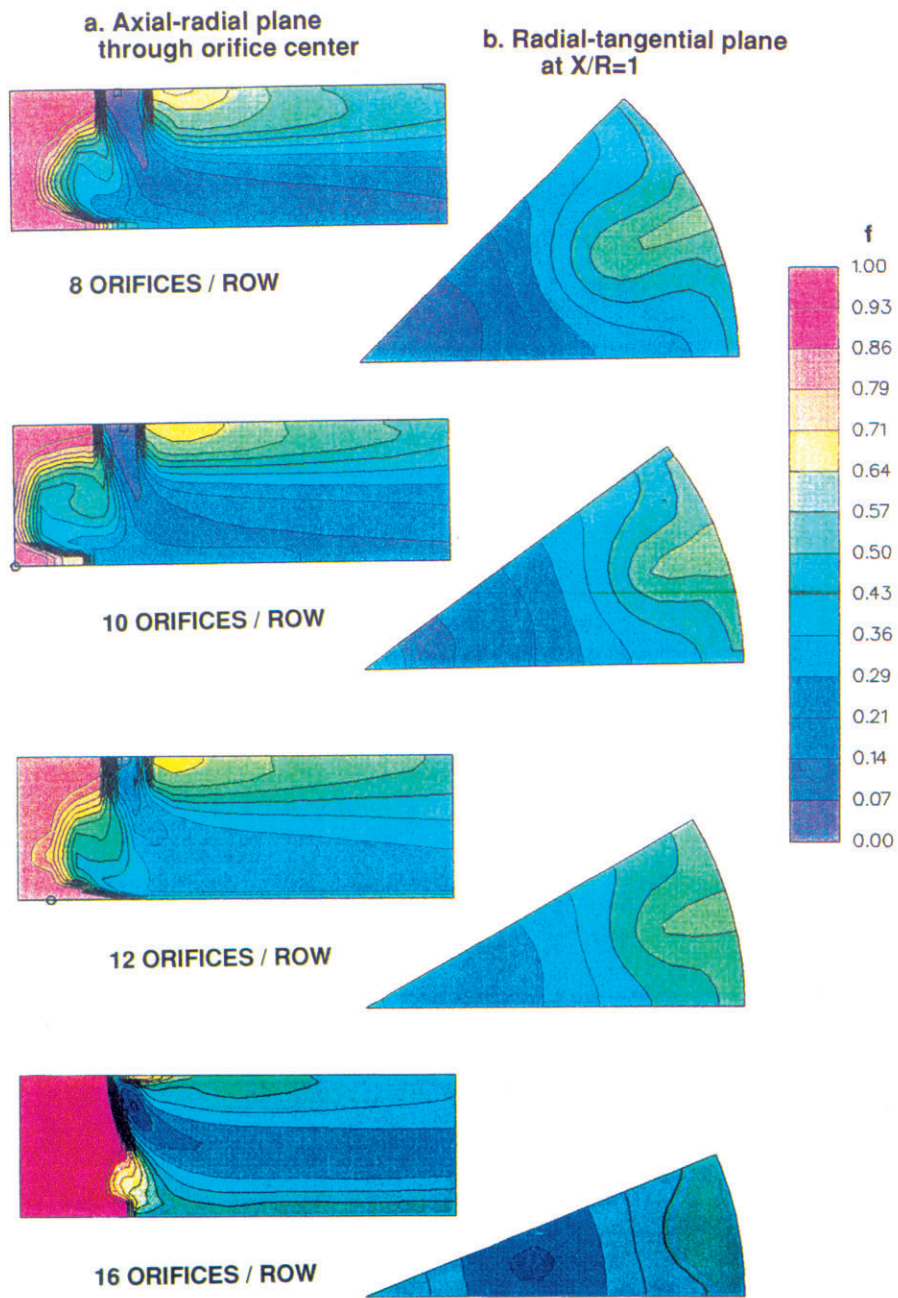 a. Axial-radial plane
through orifice center
b. Radial-tangential plane
at X/R=1
8 ORIFICES / ROW
10 ORIFICES / ROW
12 ORIFICES / ROW
16 ORIFICES / ROW
f
1.00
0.93
0.86
0.79
0.71
0.64
0.57
0.50
0.43
0.36
0.29
0.21
0.14
0.07
0.00